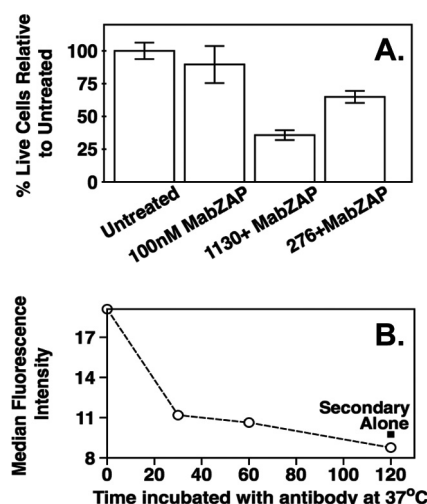 A.
% Live Cells Relative
to Untreated
100
75
50
25
0
Untreated
100nM MabZAP
1130+ MabZAP
276+MabZAP
B.
Median Fluorescence
Intensity
17
14
11
8
Secondary
Alone
0 20 40 60 80 100 120
Time incubated with antibody at 37°C